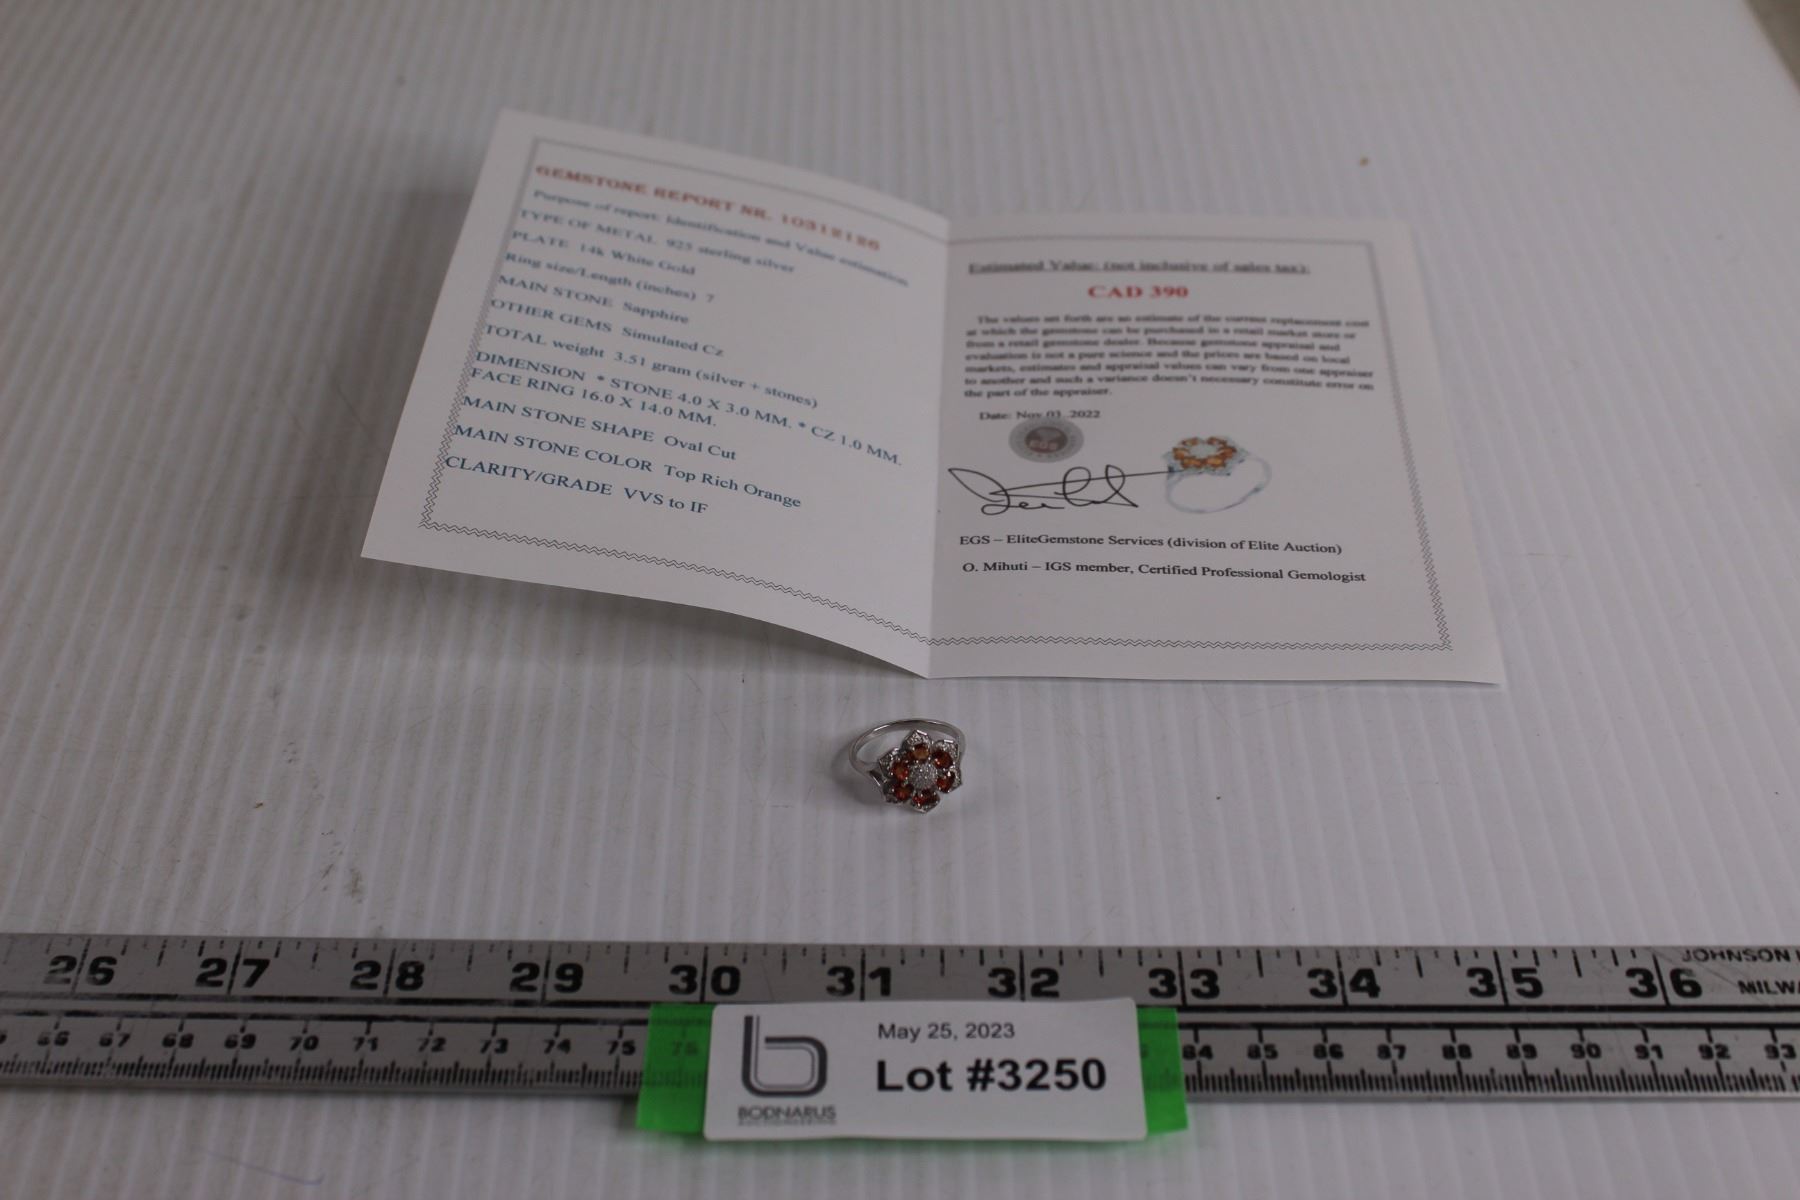 GEMSTONE REPORT NR. 10312126
Purpose of report: Identification and Value estimation
TYPE OF METAL 925 sterling silver
PLATE 14k White Gold
Ring size/Length (inches) 7
MAIN STONE Sapphire
OTHER GEMS Simulated Cz
TOTAL weight 3.51 gram (silver + stones)
DIMENSION * STONE 4.0 X 3.0 MM. * CZ 1.0 MM.
FACE RING 16.0 X 14.0 MM.
MAIN STONE SHAPE Oval Cut
MAIN STONE COLOR Top Rich Orange
CLARITY/GRADE VVS to IF
Estimated Value: (not inclusive of sales tax):
CAD 390
The values set forth are an estimate of the current replacement cost
at which the gemstone can be purchased in a retail market store or
from a retail gemstone dealer. Because gemstone appraisal and
evaluation is not a pure science and the prices are based on local
markets, estimates and appraisal values can vary from one appraiser
to another and such a variance doesn't necessary constitute error on
the part of the appraiser.
Date: Nov 03 2022
EGS
EGS – EliteGemstone Services (division of Elite Auction)
O. Mihuti – IGS member, Certified Professional Gemologist
26 27 28 29 30 31 32 33 34 35 36 JOHNSON
MILWA
66 67 68 69 70 71 72 73 74 75 76 84 85 86 87 88 89 90 91 92 93
May 25, 2023
Lot #3250
BODNARUS
AUCTIONEERING